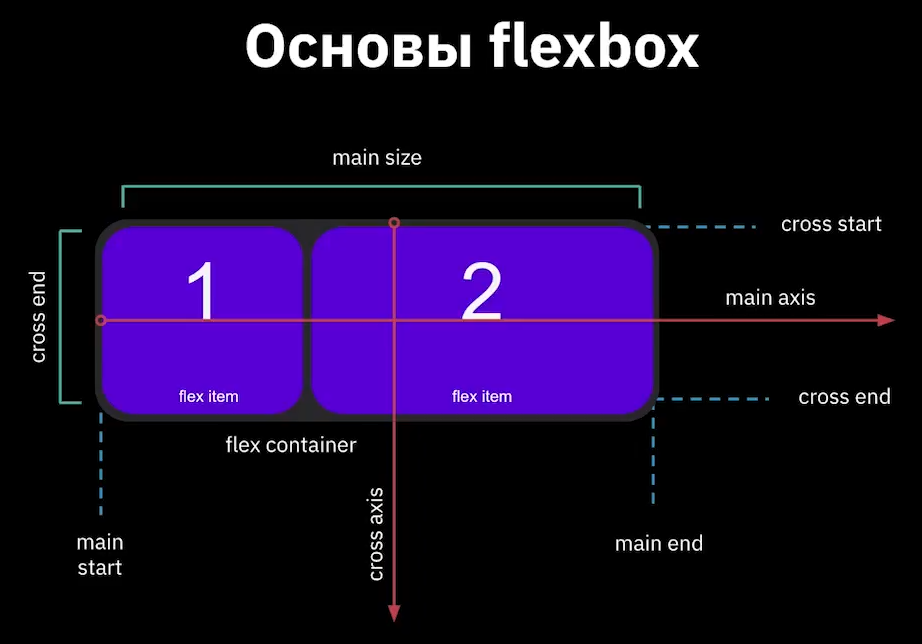 Основы flexbox
main size
cross start
cross end
1
2
main axis
flex item
flex item
cross end
flex container
cross axis
main
start
main end